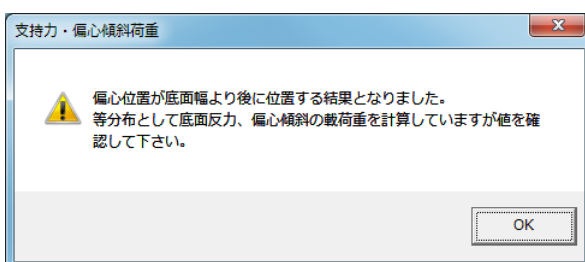 支持力・偏心傾斜荷重
偏心位置が底面幅より後に位置する結果となりました。
等分布として底面反力、偏心傾斜の載荷重を計算していますが値を確
認して下さい。
OK